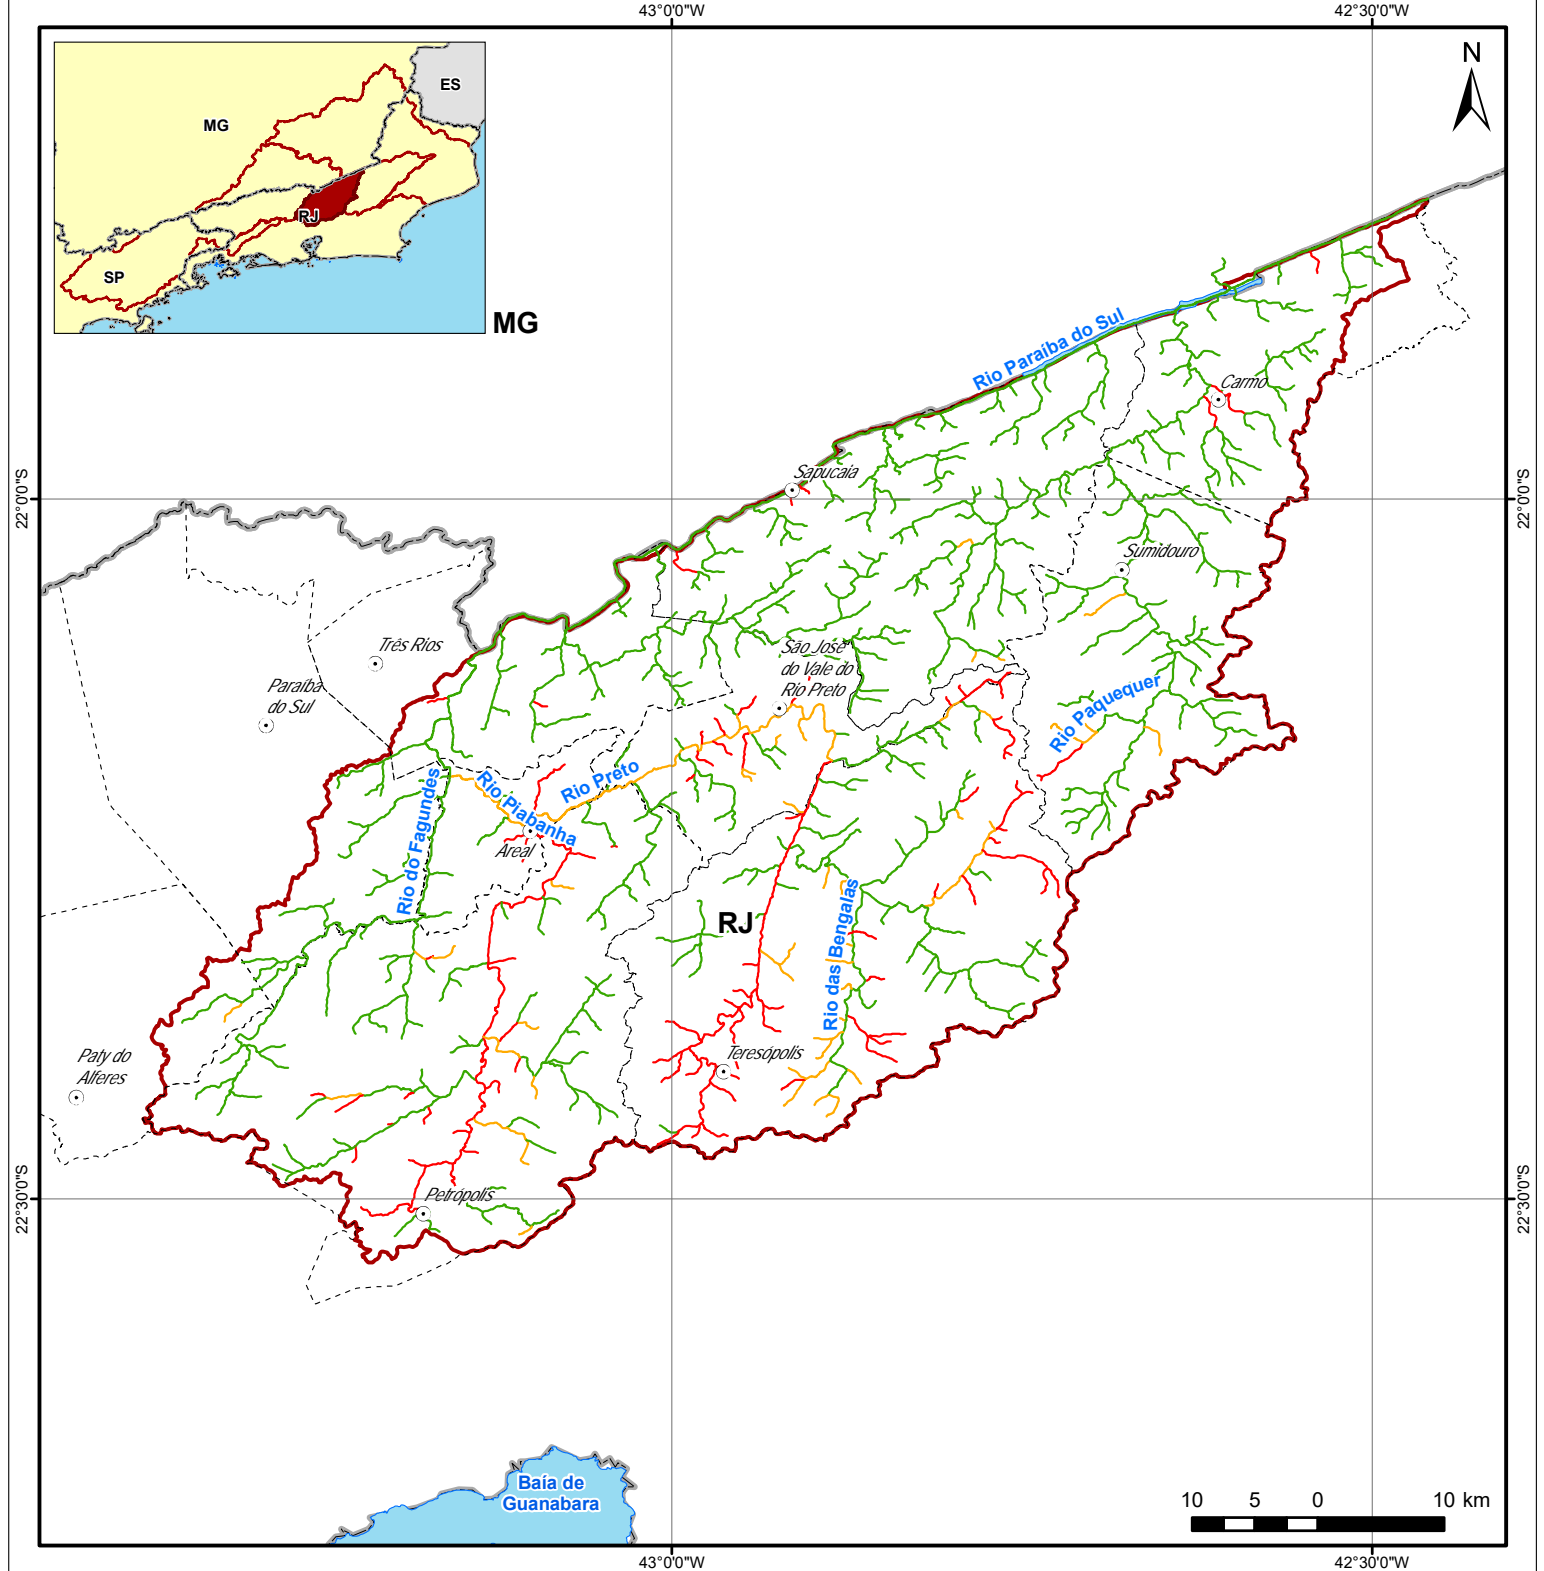 43°0'0"W
42°30'0"W
ES
MG
RJ
SP
N
MG
Rio Paraíba do Sul
Carmo
Sapucaia
22°0'0"S
22°0'0"S
Sumidouro
Três Rios
São José
do Vale do
Rio Preto
Paraíba
do Sul
Rio Paquequer
Rio Preto
Rio Piabanha
Rio do Fagundes
Areal
RJ
Rio das Bengalas
Teresópolis
Paty do
Alferes
Petrópolis
22°30'0"S
22°30'0"S
Baía de
Guanabara
10 5 0 10 km
43°0'0"W
42°30'0"W